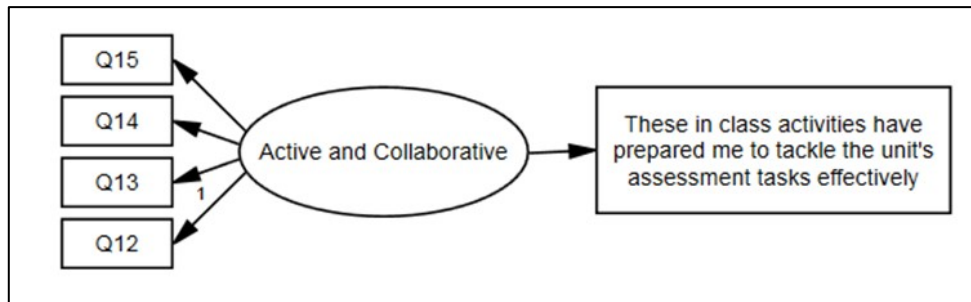 Q15
Q14
Q13
1
Q12
Active and Collaborative
These in class activities have
prepared me to tackle the unit's
assessment tasks effectively